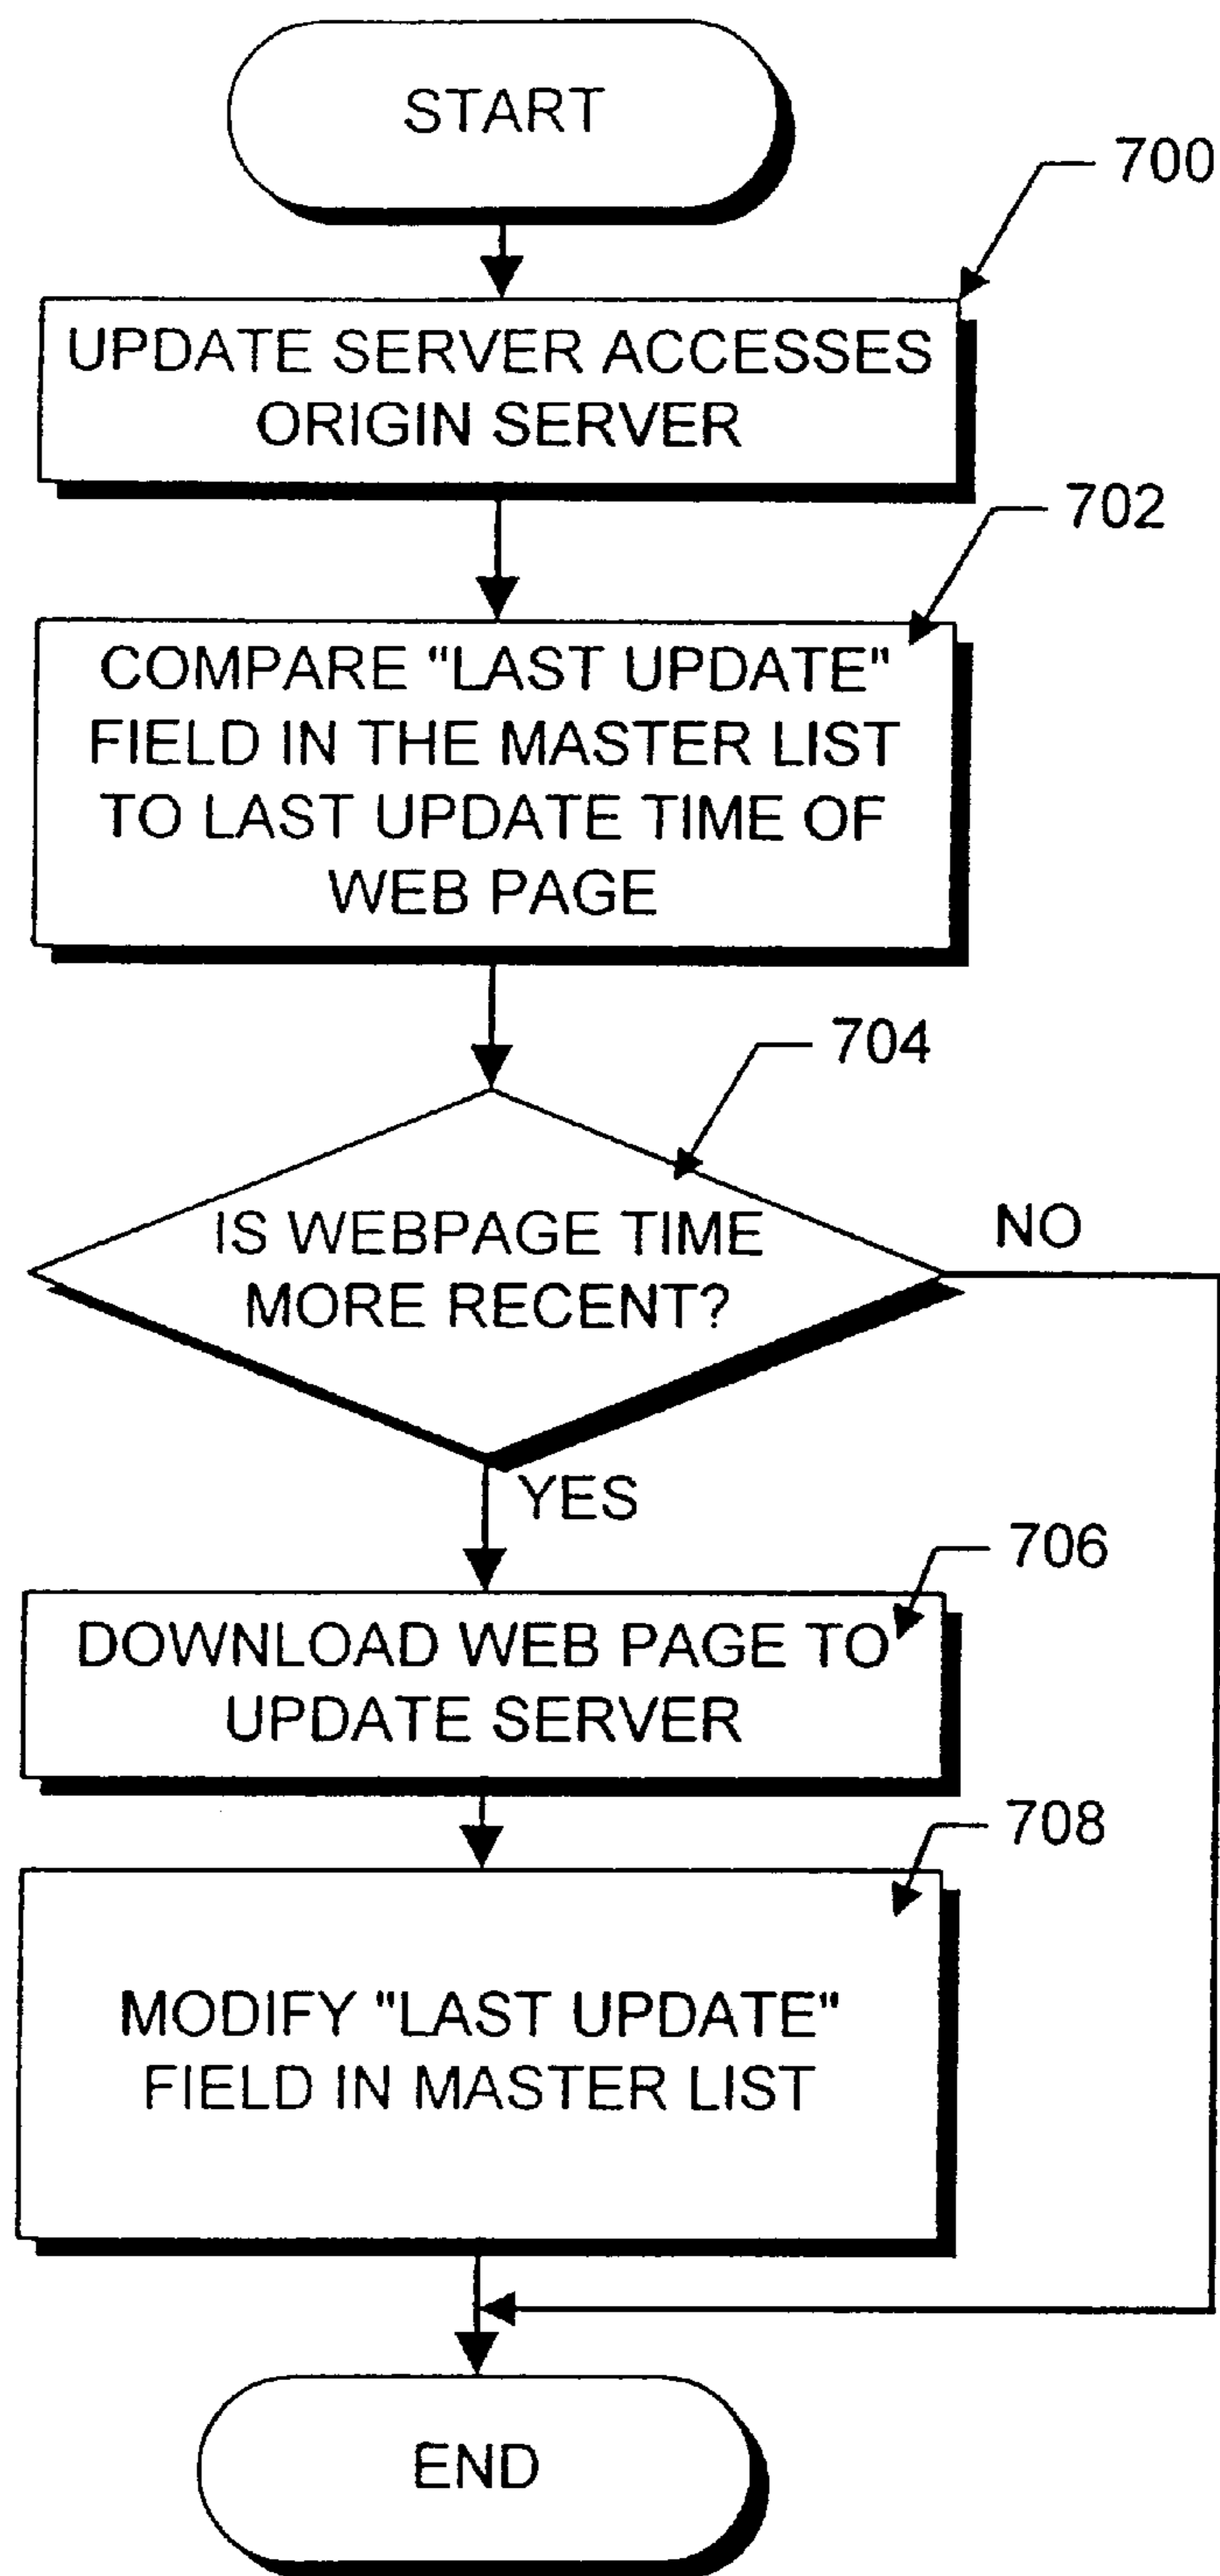 START
700
UPDATE SERVER ACCESSES
ORIGIN SERVER
702
COMPARE "LAST UPDATE"
FIELD IN THE MASTER LIST
TO LAST UPDATE TIME OF
WEB PAGE
704
IS WEBPAGE TIME
MORE RECENT?
NO
YES
706
DOWNLOAD WEB PAGE TO
UPDATE SERVER
708
MODIFY "LAST UPDATE"
FIELD IN MASTER LIST
END